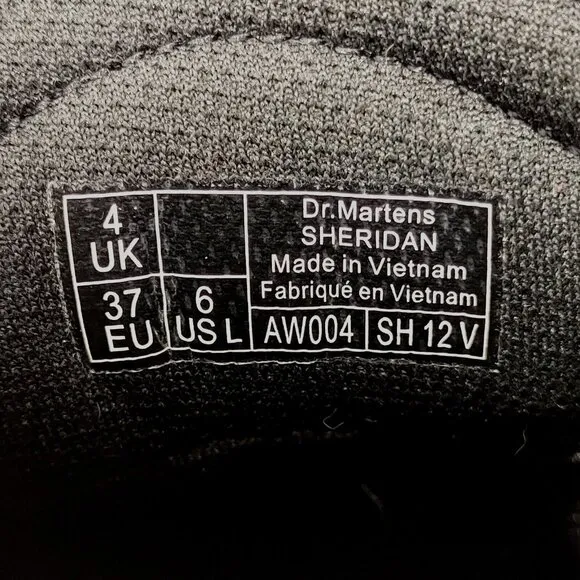 4
UK
37
EU
6
US L
Dr.Martens
SHERIDAN
Made in Vietnam
Fabriqué en Vietnam
AW004
SH 12 V